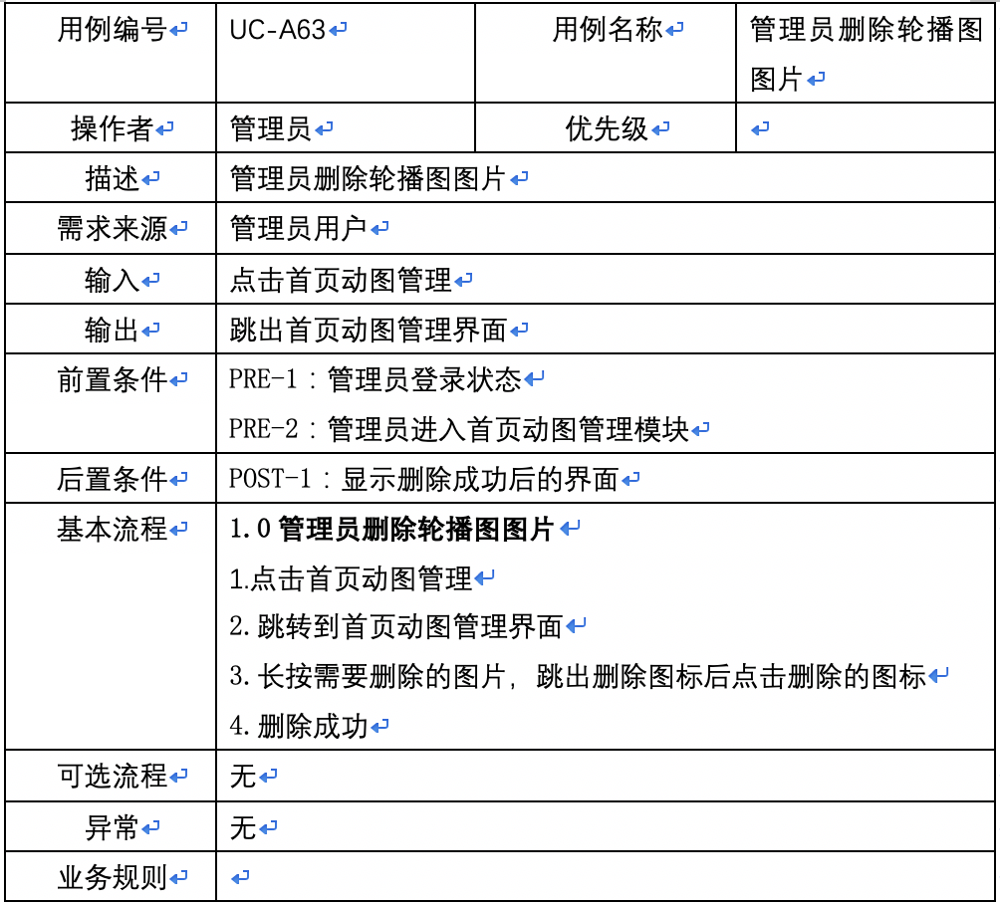 用例编号 UC-A63 用例名称 管理员删除轮播图
图片
操作者 管理员 优先级
描述 管理员删除轮播图图片
需求来源 管理员用户
输入 点击首页动图管理
输出 跳出首页动图管理界面
前置条件 PRE-1：管理员登录状态
PRE-2：管理员进入首页动图管理模块
后置条件 POST-1：显示删除成功后的界面
基本流程 1.0 管理员删除轮播图图片
1.点击首页动图管理
2. 跳转到首页动图管理界面
3. 长按需要删除的图片，跳出删除图标后点击删除的图标
4. 删除成功
可选流程 无
异常 无
业务规则